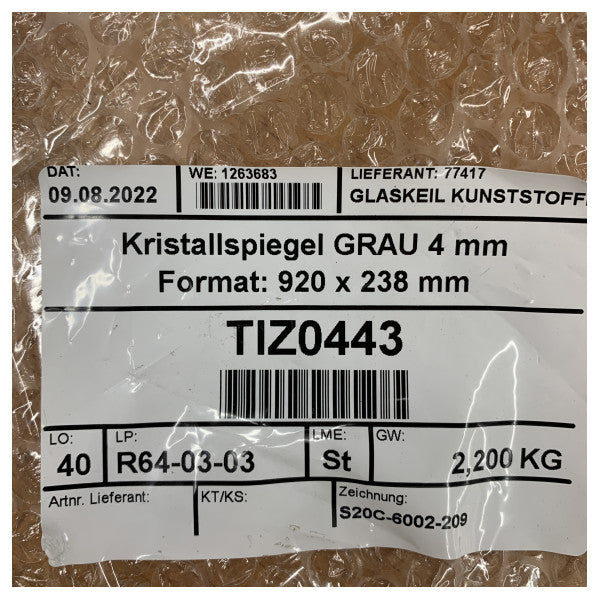 DAT:
09.08.2022
WE: 1263683
LIEFERANT: 77417
GLASKEIL KUNSTSTOFF
Kristallspiegel GRAU 4 mm
Format: 920 x 238 mm
TIZ0443
LO:
40
LP:
R64-03-03
LME:
St
GW:
2,200 KG
Artnr. Lieferant:
KT/KS:
Zeichnung:
S20C-6002-209